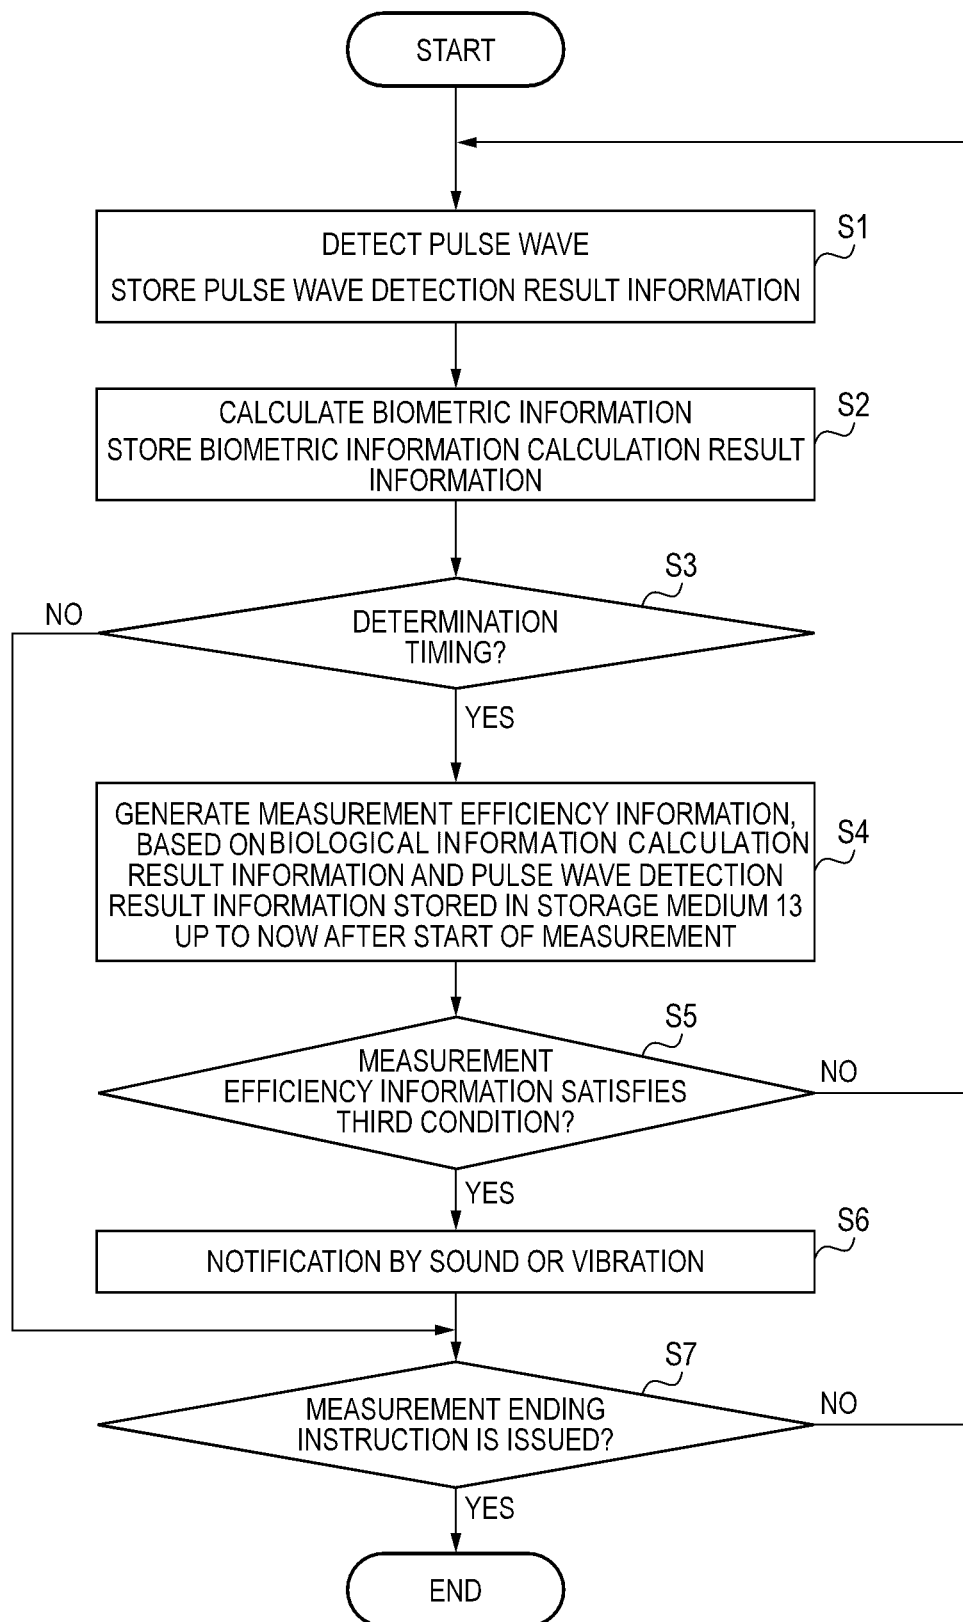 START
S1
DETECT PULSE WAVE
STORE PULSE WAVE DETECTION RESULT INFORMATION
S2
CALCULATE BIOMETRIC INFORMATION
STORE BIOMETRIC INFORMATION CALCULATION RESULT
INFORMATION
S3
NO
DETERMINATION
TIMING?
YES
S4
GENERATE MEASUREMENT EFFICIENCY INFORMATION,
BASED ON BIOLOGICAL INFORMATION CALCULATION
RESULT INFORMATION AND PULSE WAVE DETECTION
RESULT INFORMATION STORED IN STORAGE MEDIUM 13
UP TO NOW AFTER START OF MEASUREMENT
S5
MEASUREMENT
EFFICIENCY INFORMATION SATISFIES
THIRD CONDITION?
NO
YES
S6
NOTIFICATION BY SOUND OR VIBRATION
S7
MEASUREMENT ENDING
INSTRUCTION IS ISSUED?
NO
YES
END